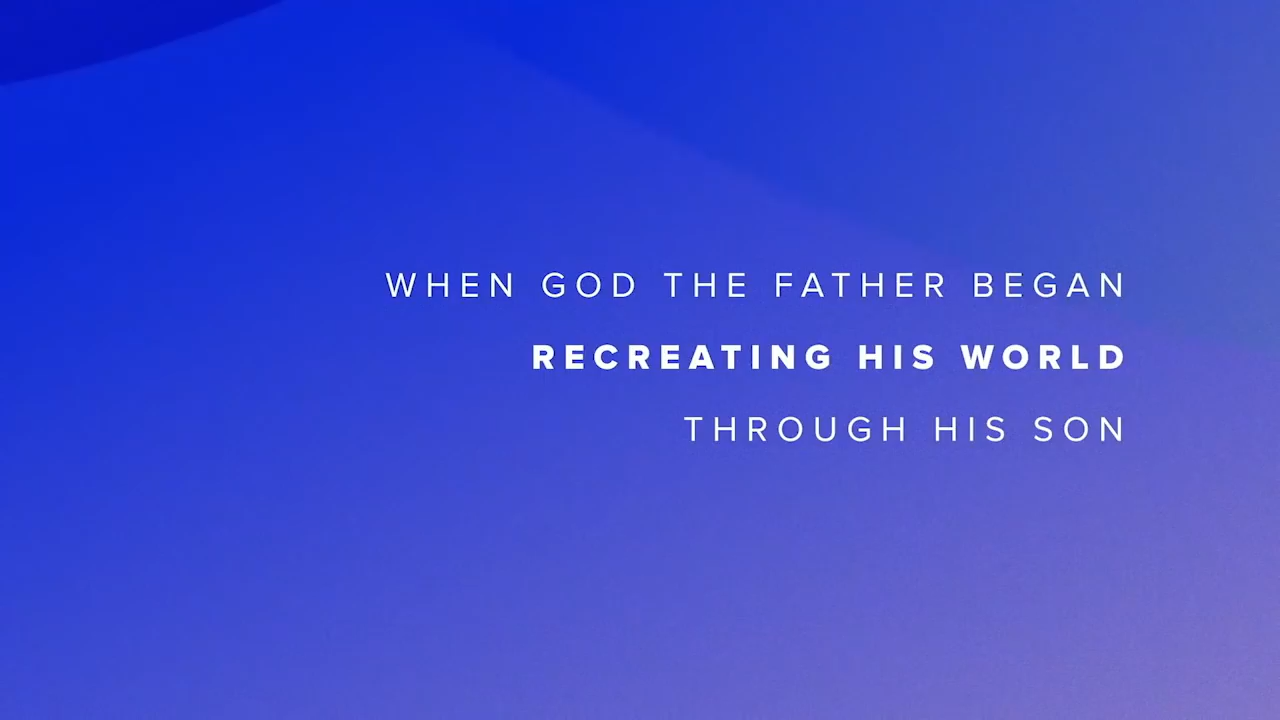 WHEN GOD THE FATHER BEGAN
RECREATING HIS WORLD
THROUGH HIS SON